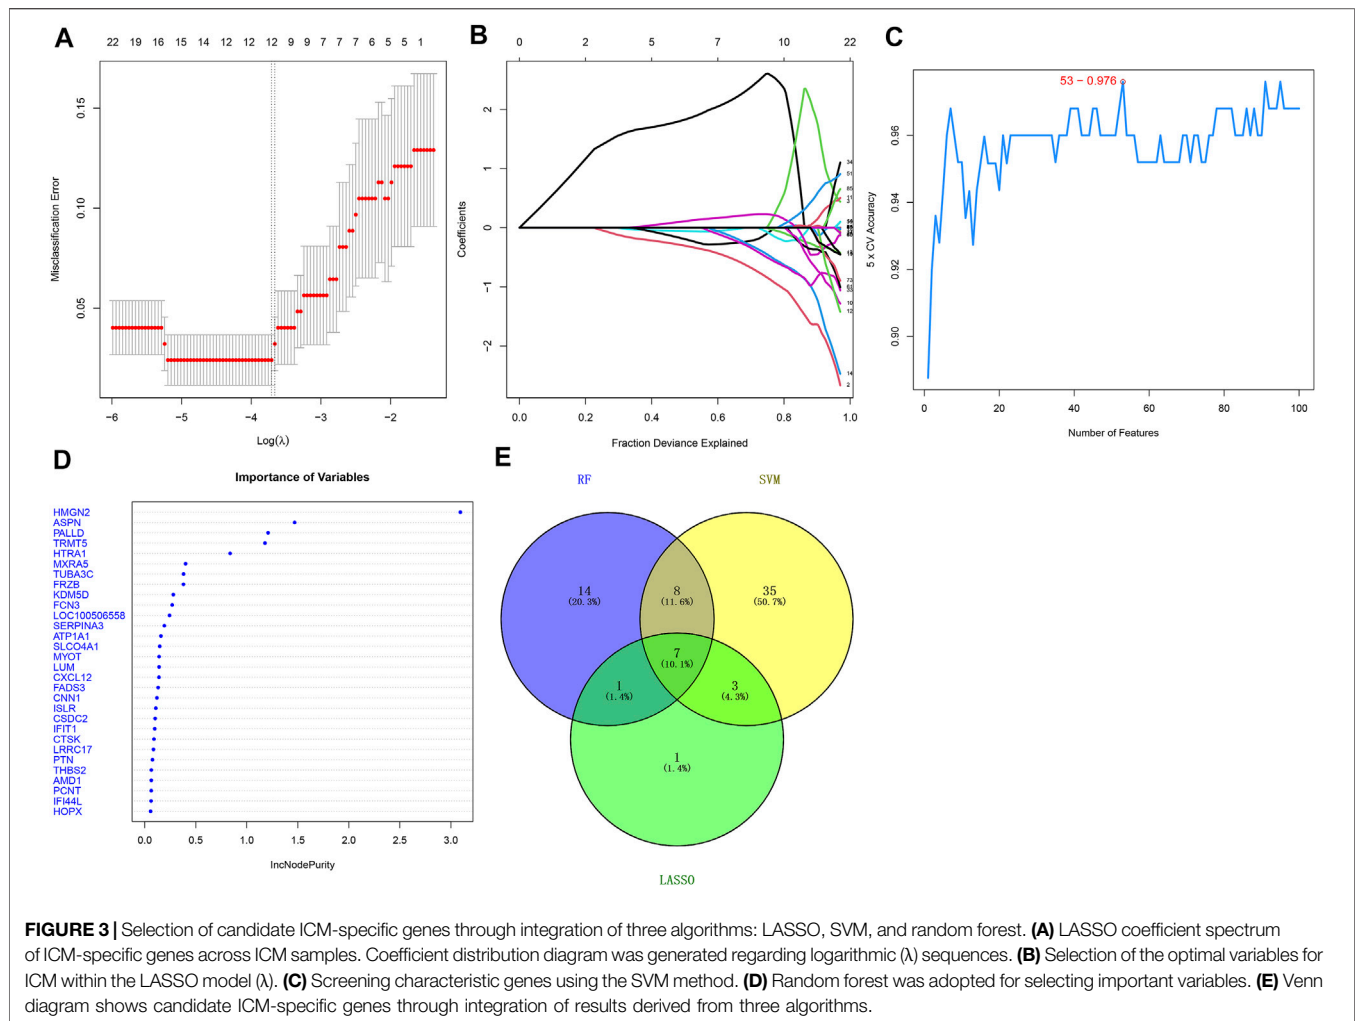 A
22 19 16 15 14 12 12 12 9 9 7 7 7 6 5 5 1
0.15
0.10
0.05
Misclassification Error
−6 −5 −4 −3 −2
Log(λ)
B
0 2 5 7 10 22
2
1
0
−1
−2
Coefficients
34
51
85
12
14
2
10
0.0 0.2 0.4 0.6 0.8 1.0
Fraction Deviance Explained
C
53 − 0.976
0.96
0.94
0.92
0.90
5 x CV Accuracy
0 20 40 60 80 100
Number of Features
D
Importance of Variables
HMGN2
ASPN
PALLD
TRMT5
HTRA1
MXRA5
TUBA3C
FRZB
KDM5D
FCN3
LOC100506558
SERPINA3
ATP1A1
SLCO4A1
MYOT
LUM
CXCL12
FADS3
CNN1
ISLR
CSDC2
IFIT1
CTSK
LRRC17
PTN
THBS2
AMD1
PCNT
IFI44L
HOPX
0.0 0.5 1.0 1.5 2.0 2.5 3.0
IncNodePurity
E
RF SVM
14
(20.3%)
8
(11.6%)
35
(50.7%)
7
(10.1%)
1
(1.4%)
3
(4.3%)
1
(1.4%)
LASSO
FIGURE 3 | Selection of candidate ICM-specific genes through integration of three algorithms: LASSO, SVM, and random forest. (A) LASSO coefficient spectrum
of ICM-specific genes across ICM samples. Coefficient distribution diagram was generated regarding logarithmic (λ) sequences. (B) Selection of the optimal variables for
ICM within the LASSO model (λ). (C) Screening characteristic genes using the SVM method. (D) Random forest was adopted for selecting important variables. (E) Venn
diagram shows candidate ICM-specific genes through integration of results derived from three algorithms.